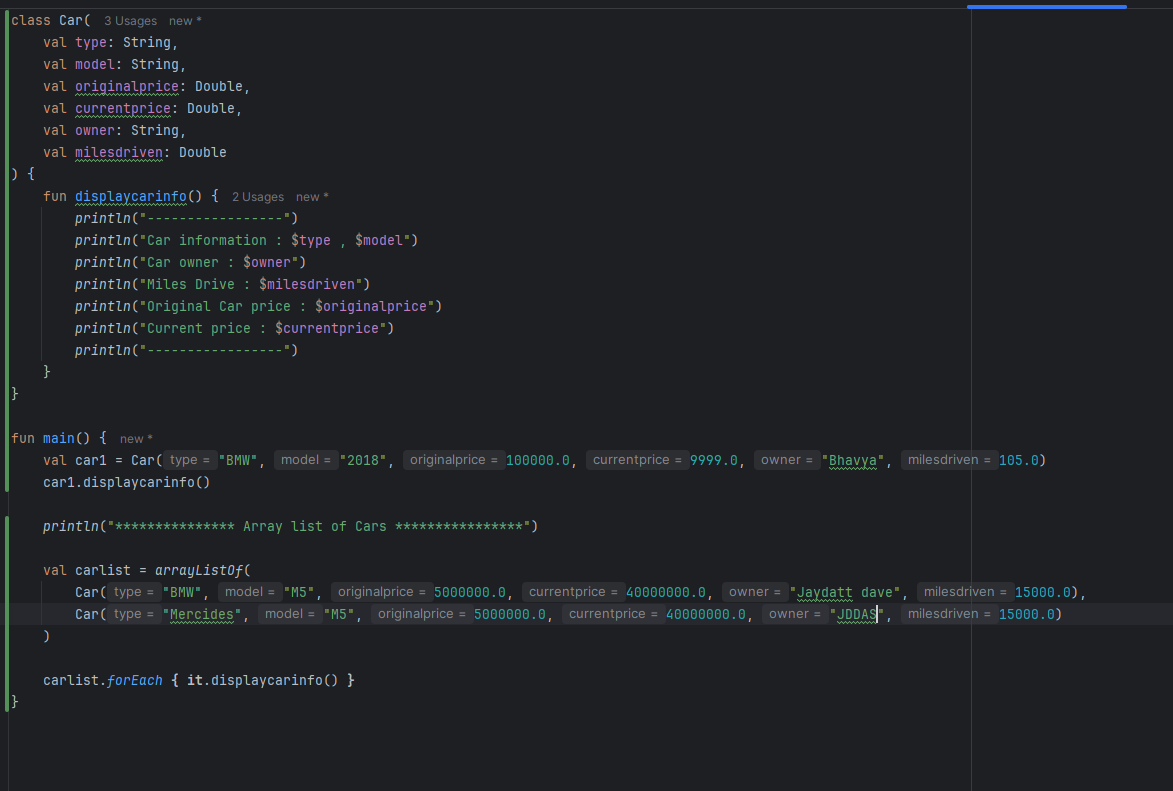 class Car( 3 Usages new *
val type: String,
val model: String,
val originalprice: Double,
val currentprice: Double,
val owner: String,
val milesdriven: Double
) {
fun displaycarinfo() { 2 Usages new *
println("-----------------")
println("Car information : $type , $model")
println("Car owner : $owner")
println("Miles Drive : $milesdriven")
println("Original Car price : $originalprice")
println("Current price : $currentprice")
println("-----------------")
}
}
fun main() { new *
val car1 = Car( type = "BMW", model = "2018", originalprice = 100000.0, currentprice = 9999.0, owner = "Bhavya", milesdriven = 105.0)
car1.displaycarinfo()
println("*************** Array list of Cars ****************")
val carlist = arrayListOf(
Car( type = "BMW", model = "M5", originalprice = 5000000.0, currentprice = 40000000.0, owner = "Jaydatt dave", milesdriven = 15000.0),
Car( type = "Mercides", model = "M5", originalprice = 5000000.0, currentprice = 40000000.0, owner = "JDDAS", milesdriven = 15000.0)
)
carlist.forEach { it.displaycarinfo() }
}